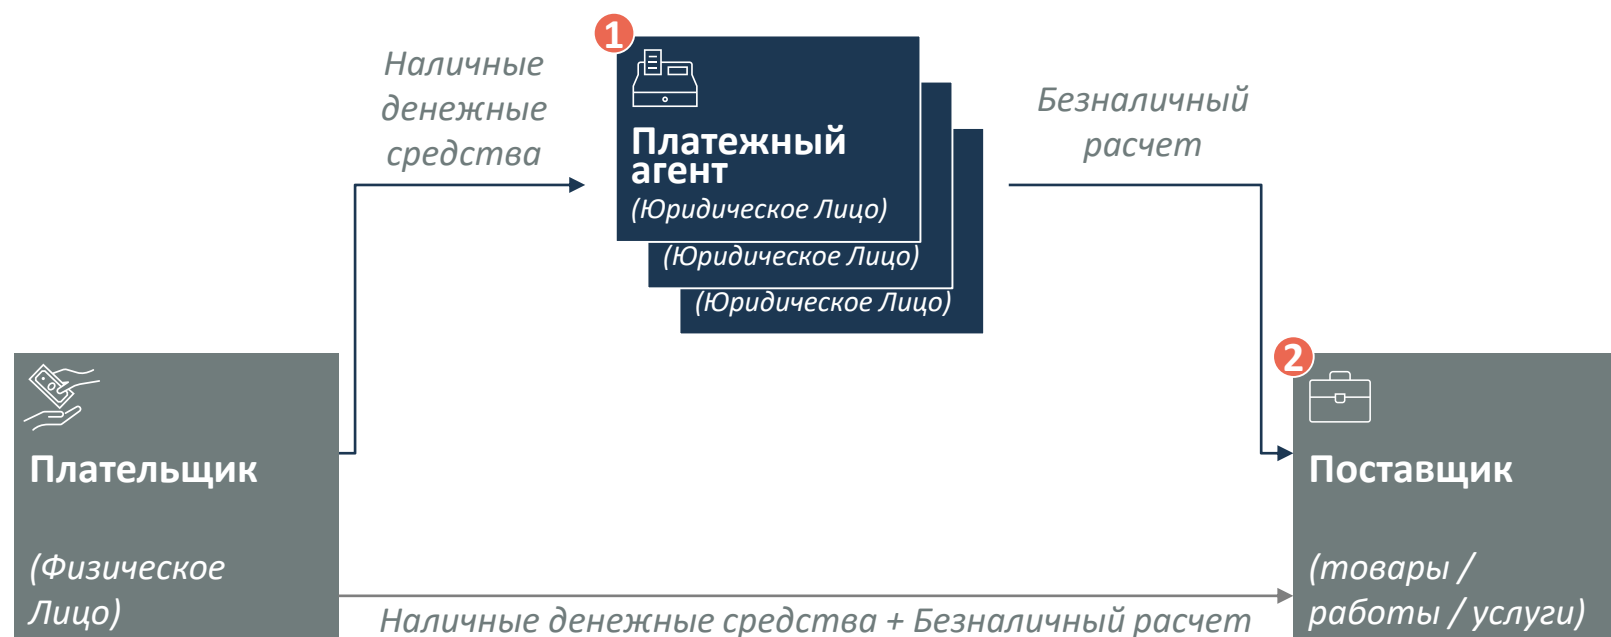 Наличные
денежные
средства
1
Платежный
агент
(Юридическое Лицо)
(Юридическое Лицо)
(Юридическое Лицо)
Безналичный
расчет
Плательщик
(Физическое
Лицо)
2
Поставщик
(товары /
работы / услуги)
Наличные денежные средства + Безналичный расчет